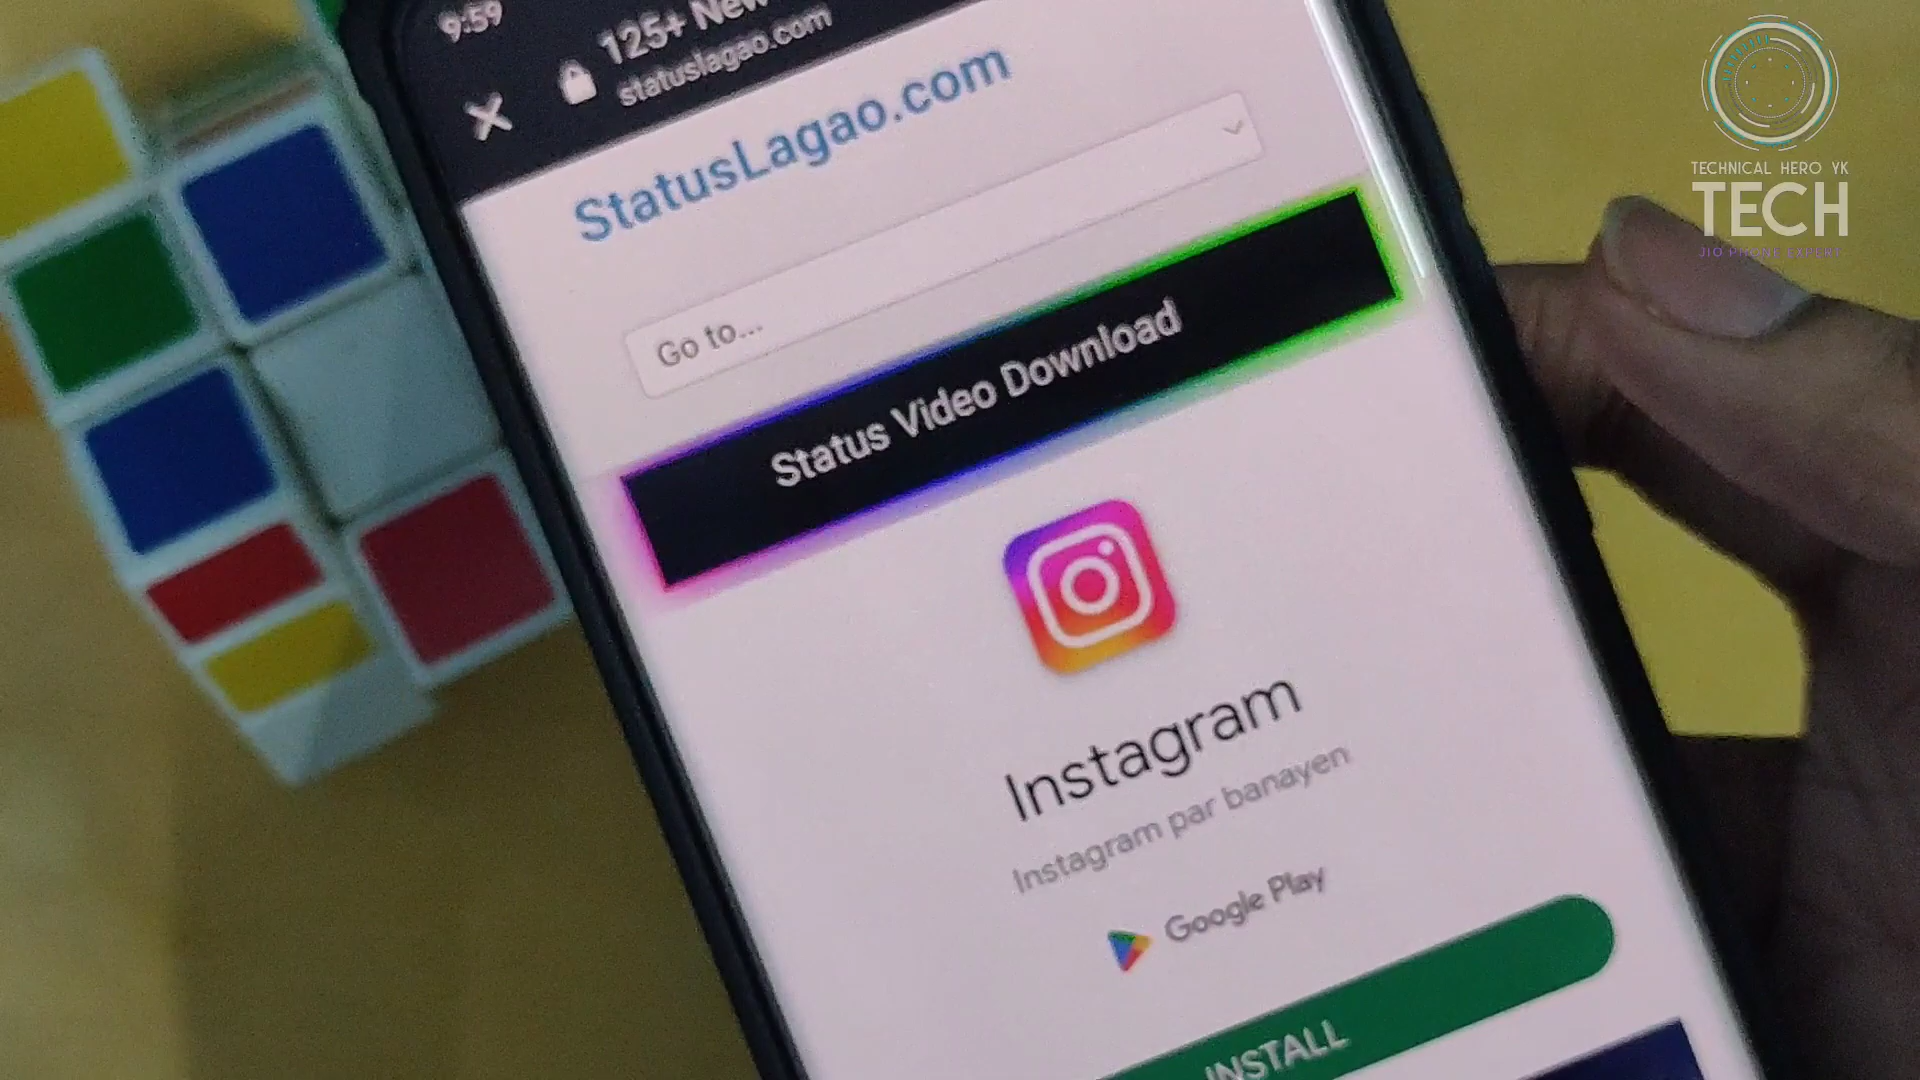 9:59
125+ New
statuslagao.com
StatusLagao.com
Go to...
Status Video Download
Instagram
Instagram par banayen
Google Play
INSTALL
TECHNICAL HERO YK
TECH
JIO PHONE EXPERT